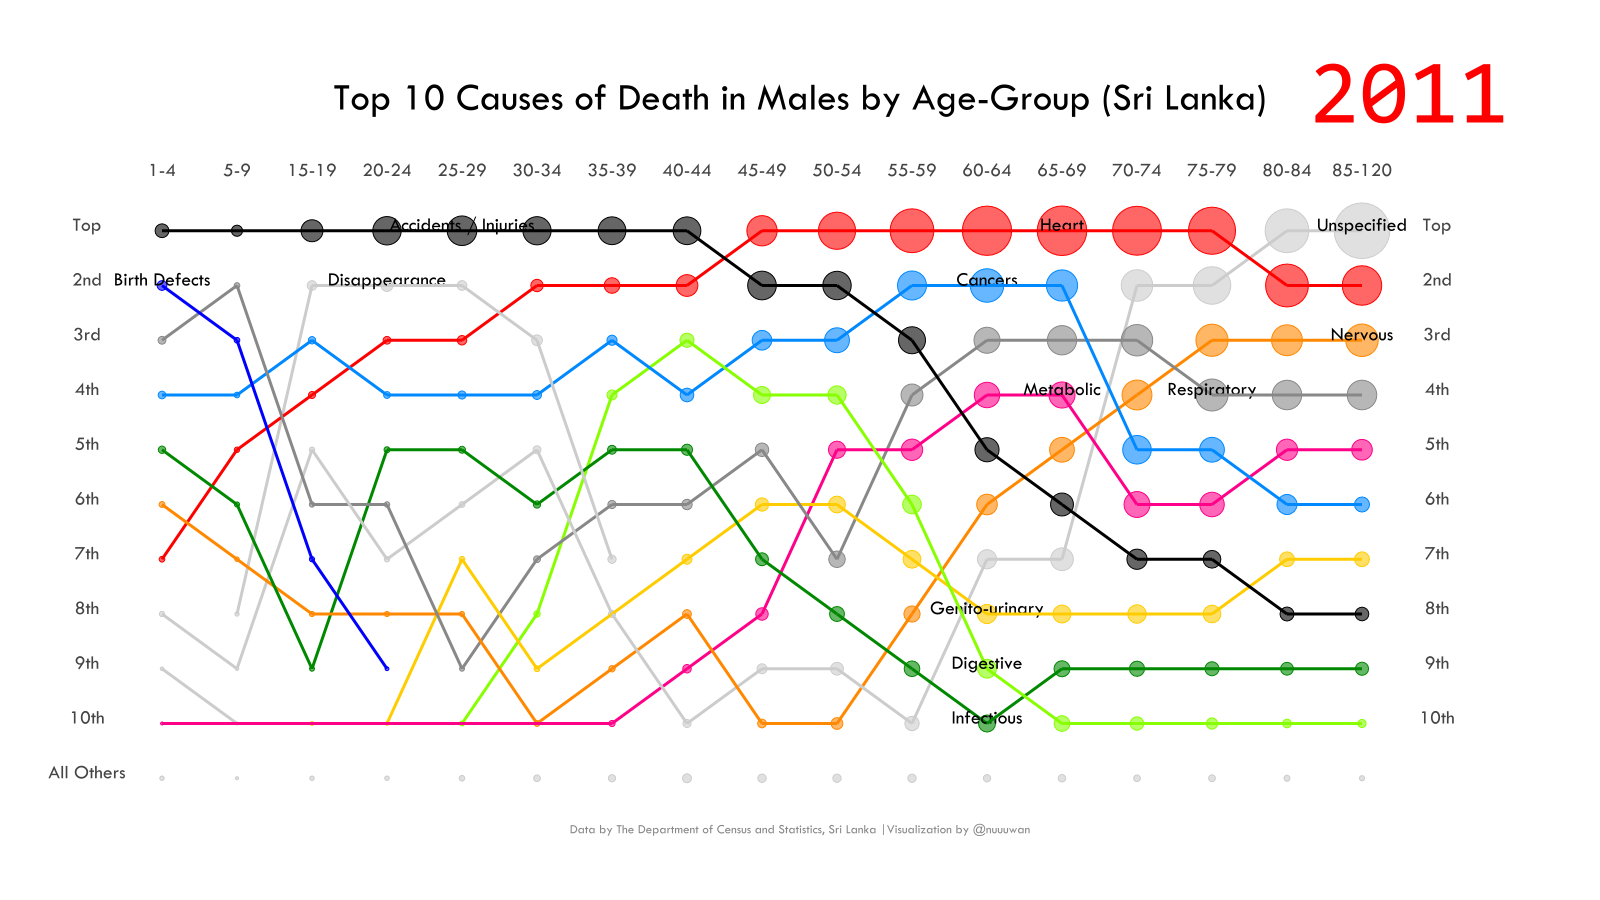 Top 10 Causes of Death in Males by Age-Group (Sri Lanka) 2011
1-4 5-9 15-19 20-24 25-29 30-34 35-39 40-44 45-49 50-54 55-59 60-64 65-69 70-74 75-79 80-84 85-120
Top Accidents / Injuries Heart Unspecified Top
2nd Birth Defects Disappearance Cancers 2nd
3rd Nervous 3rd
4th Metabolic Respiratory 4th
5th 5th
6th 6th
7th 7th
8th Genito-urinary 8th
9th Digestive 9th
10th Infectious 10th
All Others
Data by The Department of Census and Statistics, Sri Lanka | Visualization by @nuuuwan